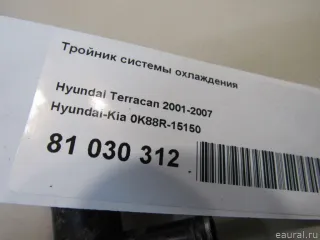 Тройник системы охлаждения
Hyundai Terracan 2001-2007
Hyundai-Kia 0K88R-15150
81 030 312
© eaural.ru